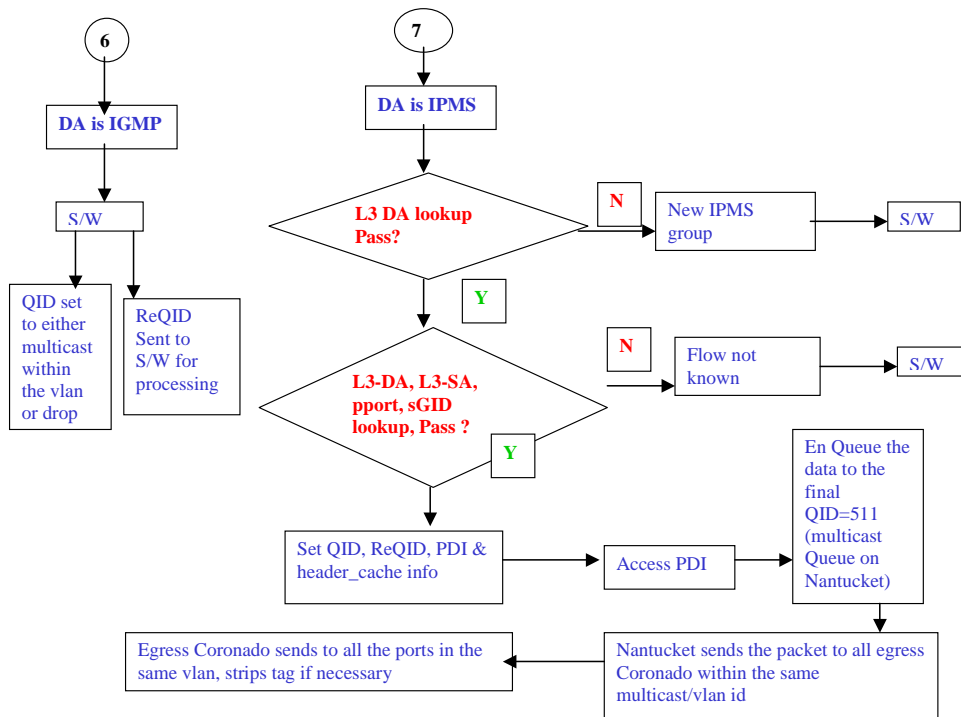 6
DA is IGMP
S/W
QID set
to either
multicast
within
the vlan
or drop
ReQID
Sent to
S/W for
processing
7
DA is IPMS
L3 DA lookup
Pass?
N
New IPMS
group
S/W
Y
L3-DA, L3-SA,
pport, sGID
lookup, Pass ?
N
Flow not
known
S/W
Y
Set QID, ReQID, PDI &
header_cache info
Access PDI
En Queue the
data to the
final
QID=511
(multicast
Queue on
Nantucket)
Nantucket sends the packet to all egress
Coronado within the same
multicast/vlan id
Egress Coronado sends to all the ports in the
same vlan, strips tag if necessary